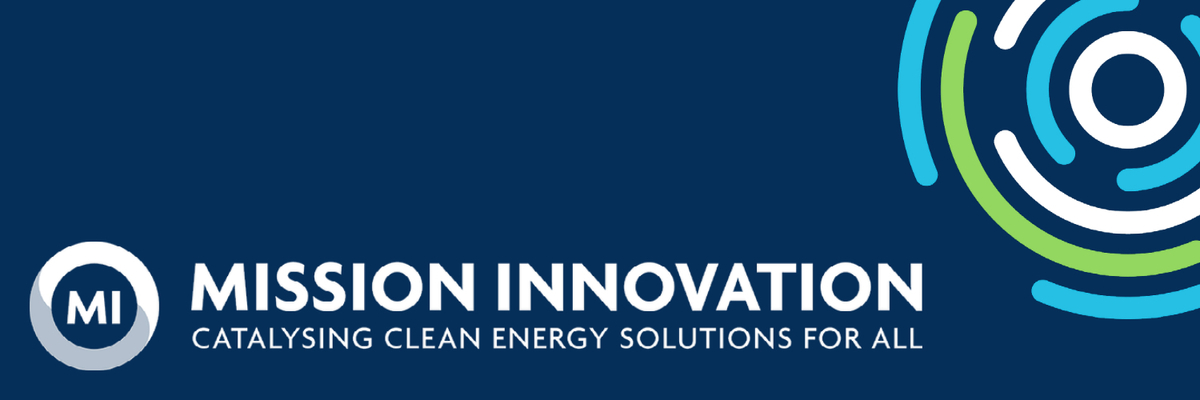 MI
MISSION INNOVATION
CATALYSING CLEAN ENERGY SOLUTIONS FOR ALL